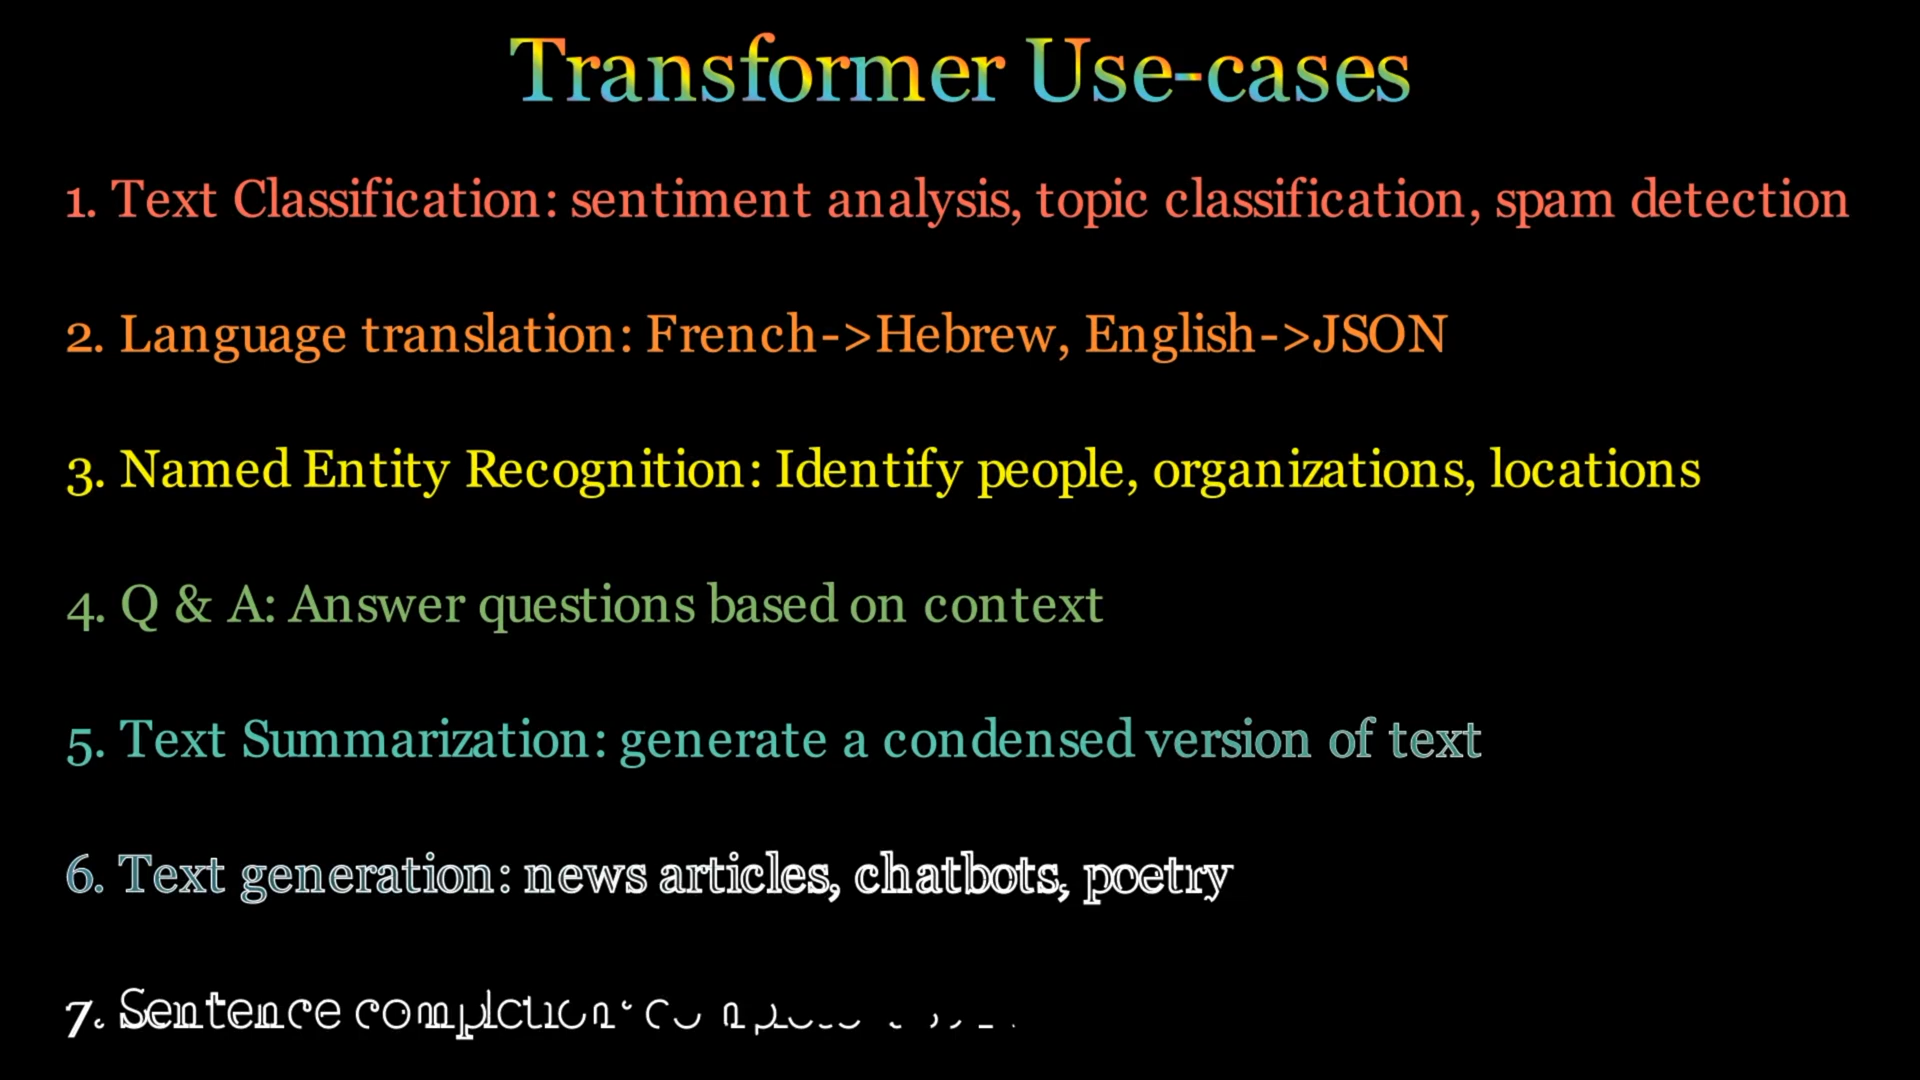 Transformer Use-cases
1. Text Classification: sentiment analysis, topic classification, spam detection
2. Language translation: French->Hebrew, English->JSON
3. Named Entity Recognition: Identify people, organizations, locations
4. Q & A: Answer questions based on context
5. Text Summarization: generate a condensed version of text
6. Text generation: news articles, chatbots, poetry
7. Sentence completion: